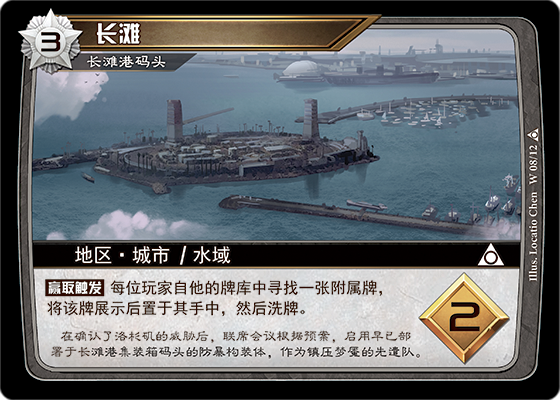 3
长滩
长滩港码头
Illus. Locatio Chen W 08/12
地区·城市 / 水域
赢取触发 每位玩家自他的牌库中寻找一张附属牌,
将该牌展示后置于其手中,然后洗牌。
2
在确认了洛杉矶的威胁后,联席会议根据预案,启用早已部
署于长滩港集装箱码头的防暴构装体,作为镇压梦蜃的先遣队。